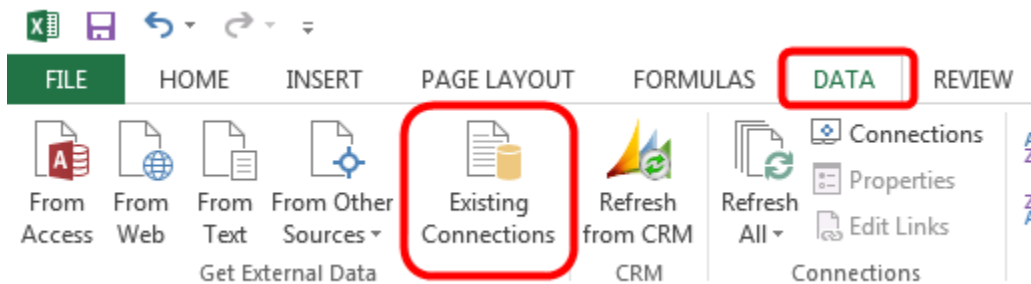 FILE HOME INSERT PAGE LAYOUT FORMULAS DATA REVIEW
From Access
From Web
From Text
From Other Sources
Existing Connections
Get External Data
Refresh from CRM
CRM
Refresh All
Connections
Properties
Edit Links
Connections